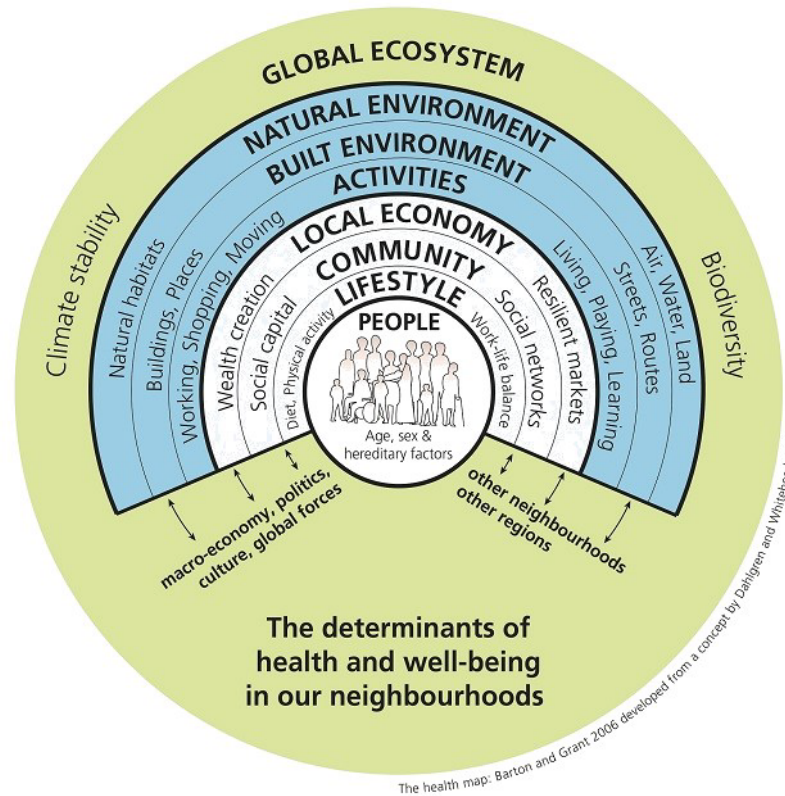 GLOBAL ECOSYSTEM
NATURAL ENVIRONMENT
BUILT ENVIRONMENT
ACTIVITIES
LOCAL ECONOMY
COMMUNITY
LIFESTYLE
PEOPLE
Age, sex &
hereditary factors
Climate stability
Natural habitats
Buildings, Places
Working, Shopping, Moving
Wealth creation
Social capital
Diet, Physical activity
Work-life balance
Social networks
Resilient markets
Living, Playing, Learning
Streets, Routes
Air, Water, Land
Biodiversity
macro-economy, politics,
culture, global forces
other neighbourhoods
other regions
The determinants of
health and well-being
in our neighbourhoods
The health map: Barton and Grant 2006 developed from a concept by Dahlgren and